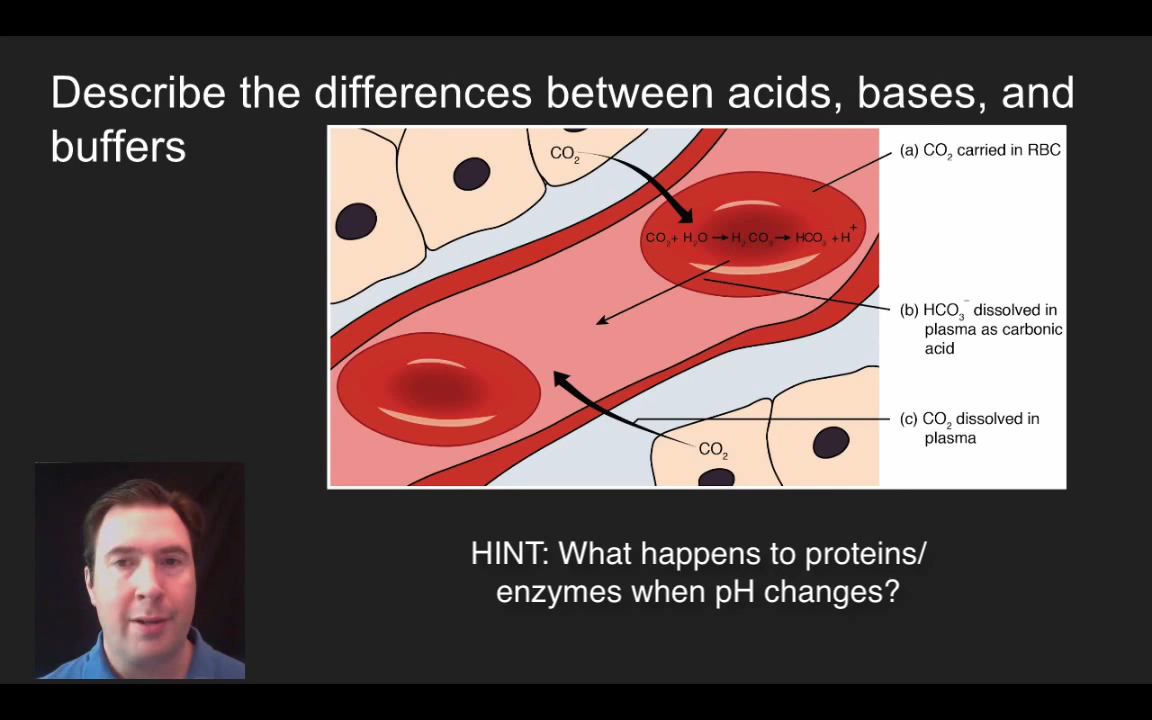 Describe the differences between acids, bases, and
buffers
CO₂
(a) CO₂ carried in RBC
CO₂ + H₂O → H₂CO₃ → HCO₃ + H⁺
(b) HCO₃⁻ dissolved in
plasma as carbonic
acid
(c) CO₂ dissolved in
plasma
CO₂
HINT: What happens to proteins/
enzymes when pH changes?